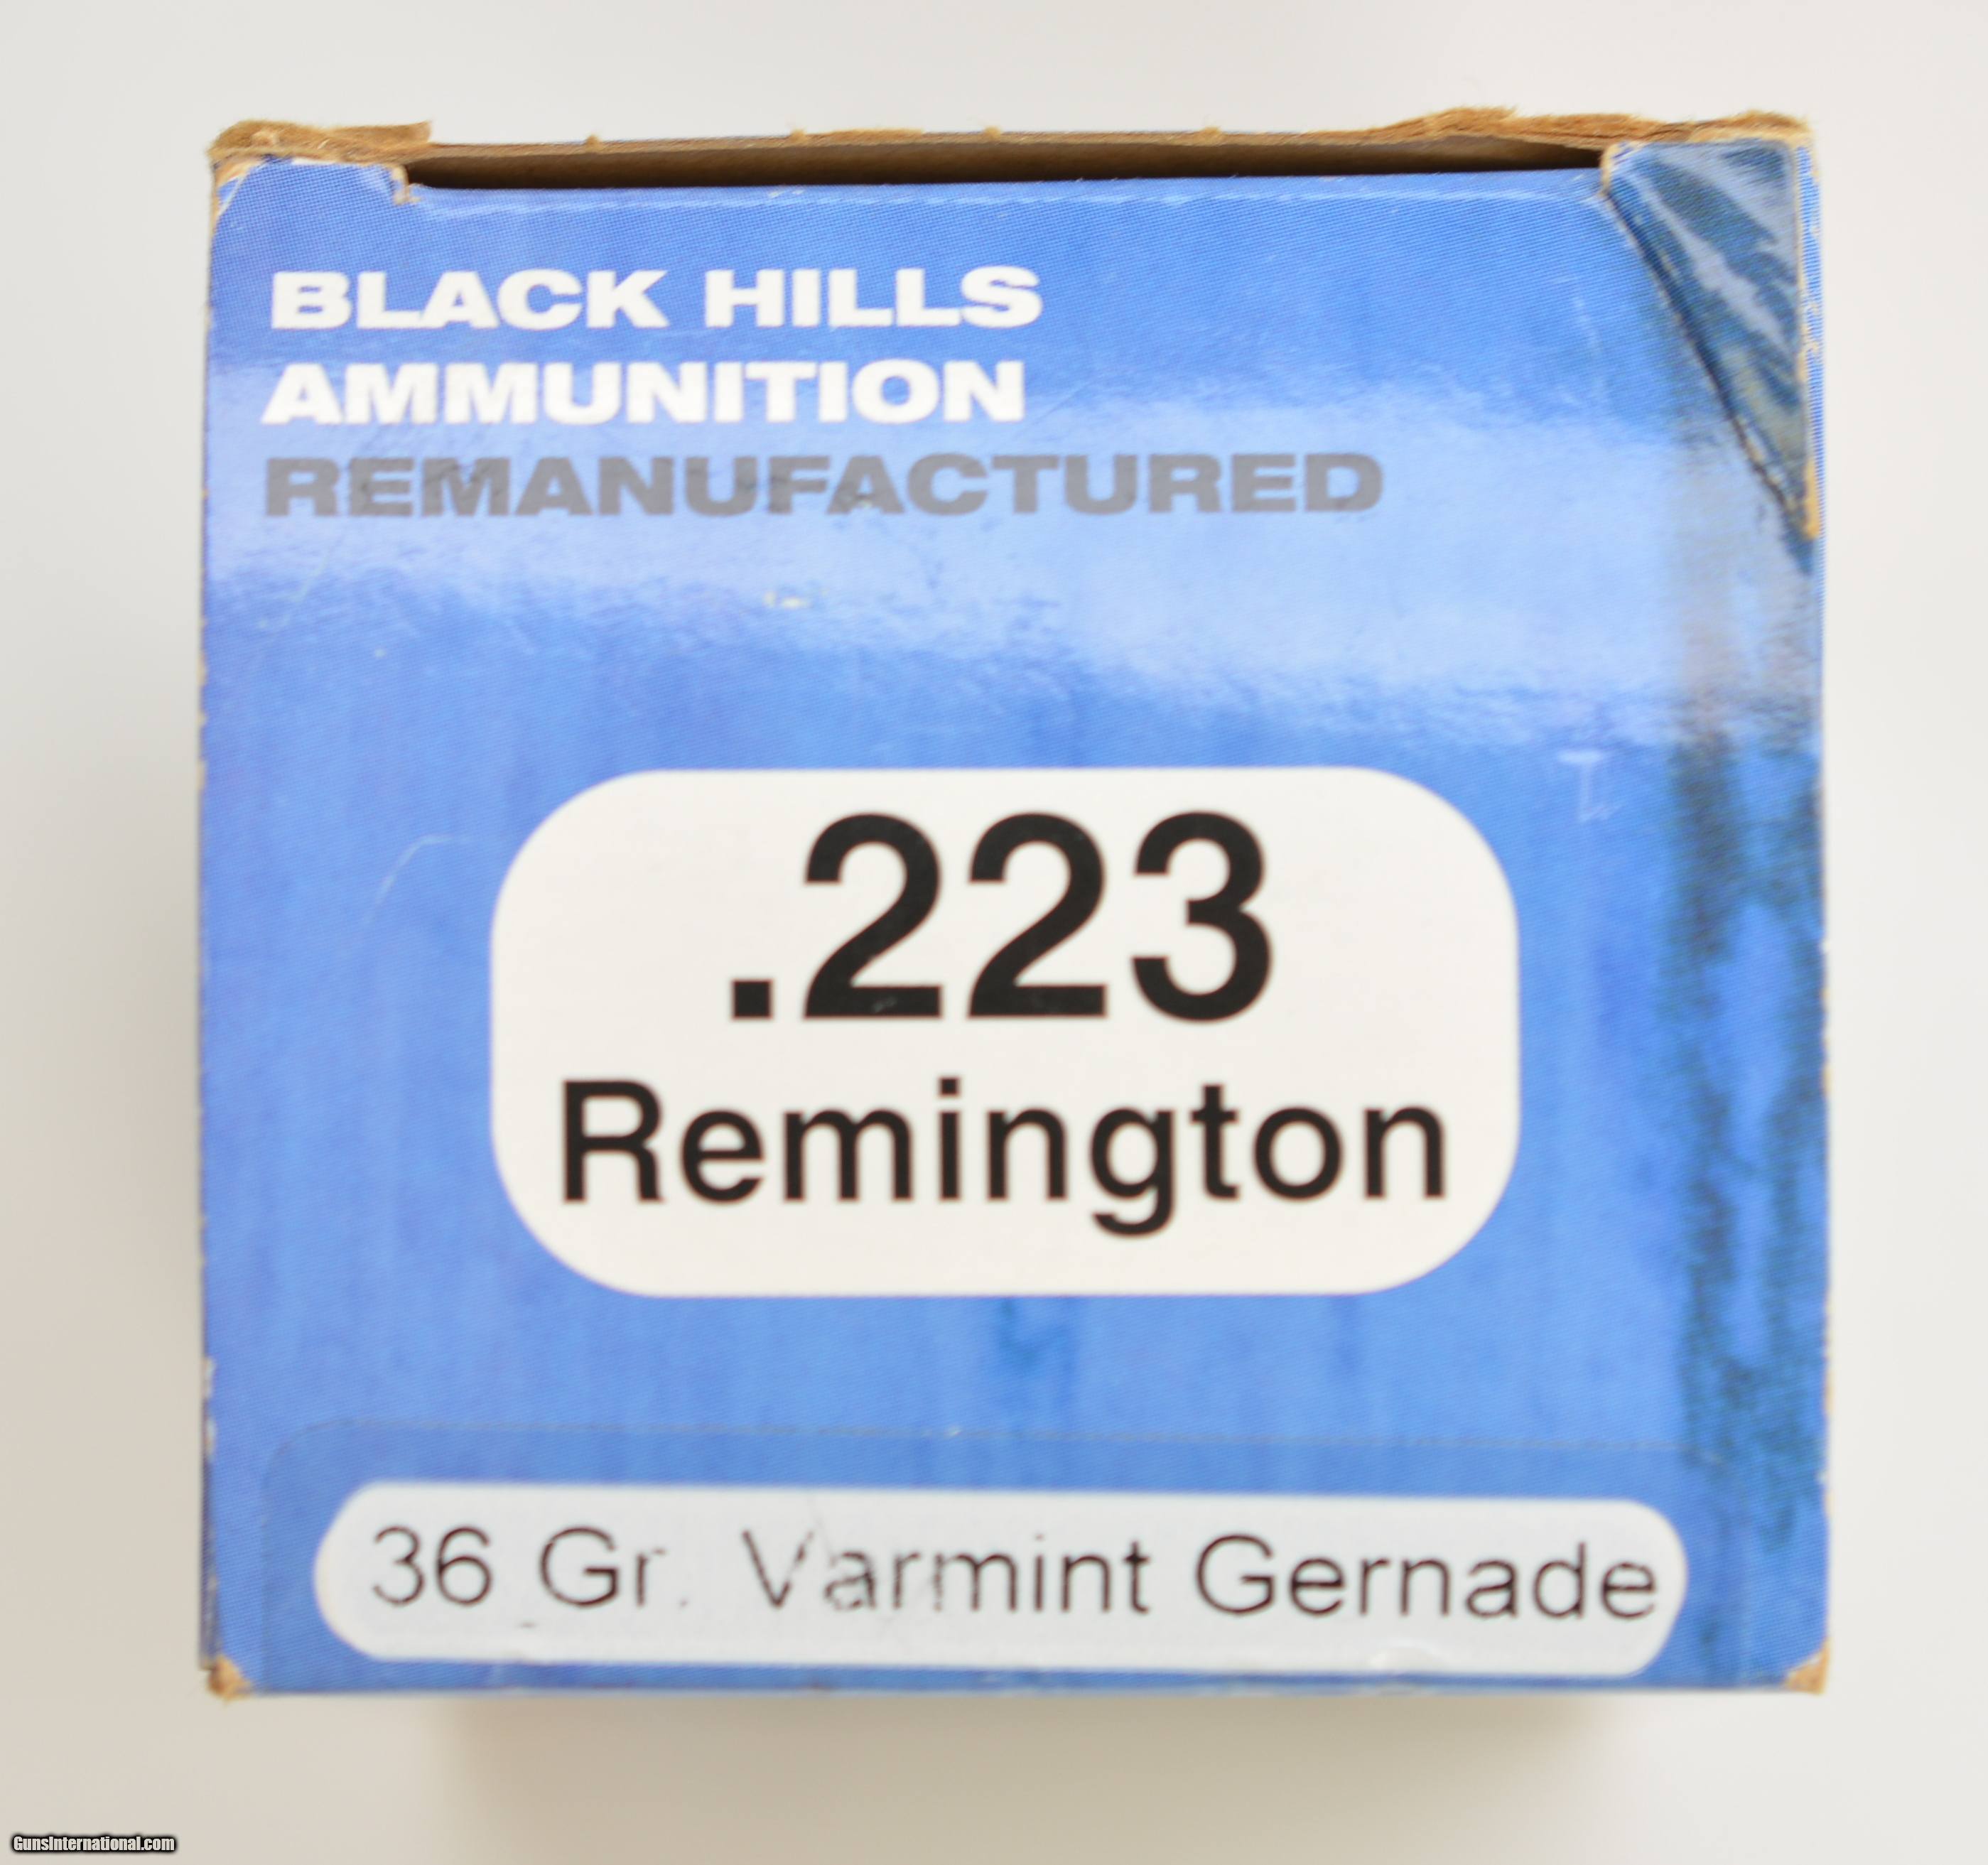 BLACK HILLS
AMMUNITION
REMANUFACTURED
.223
Remington
36 Gr. Varmint Gernade
GunsInternational.com